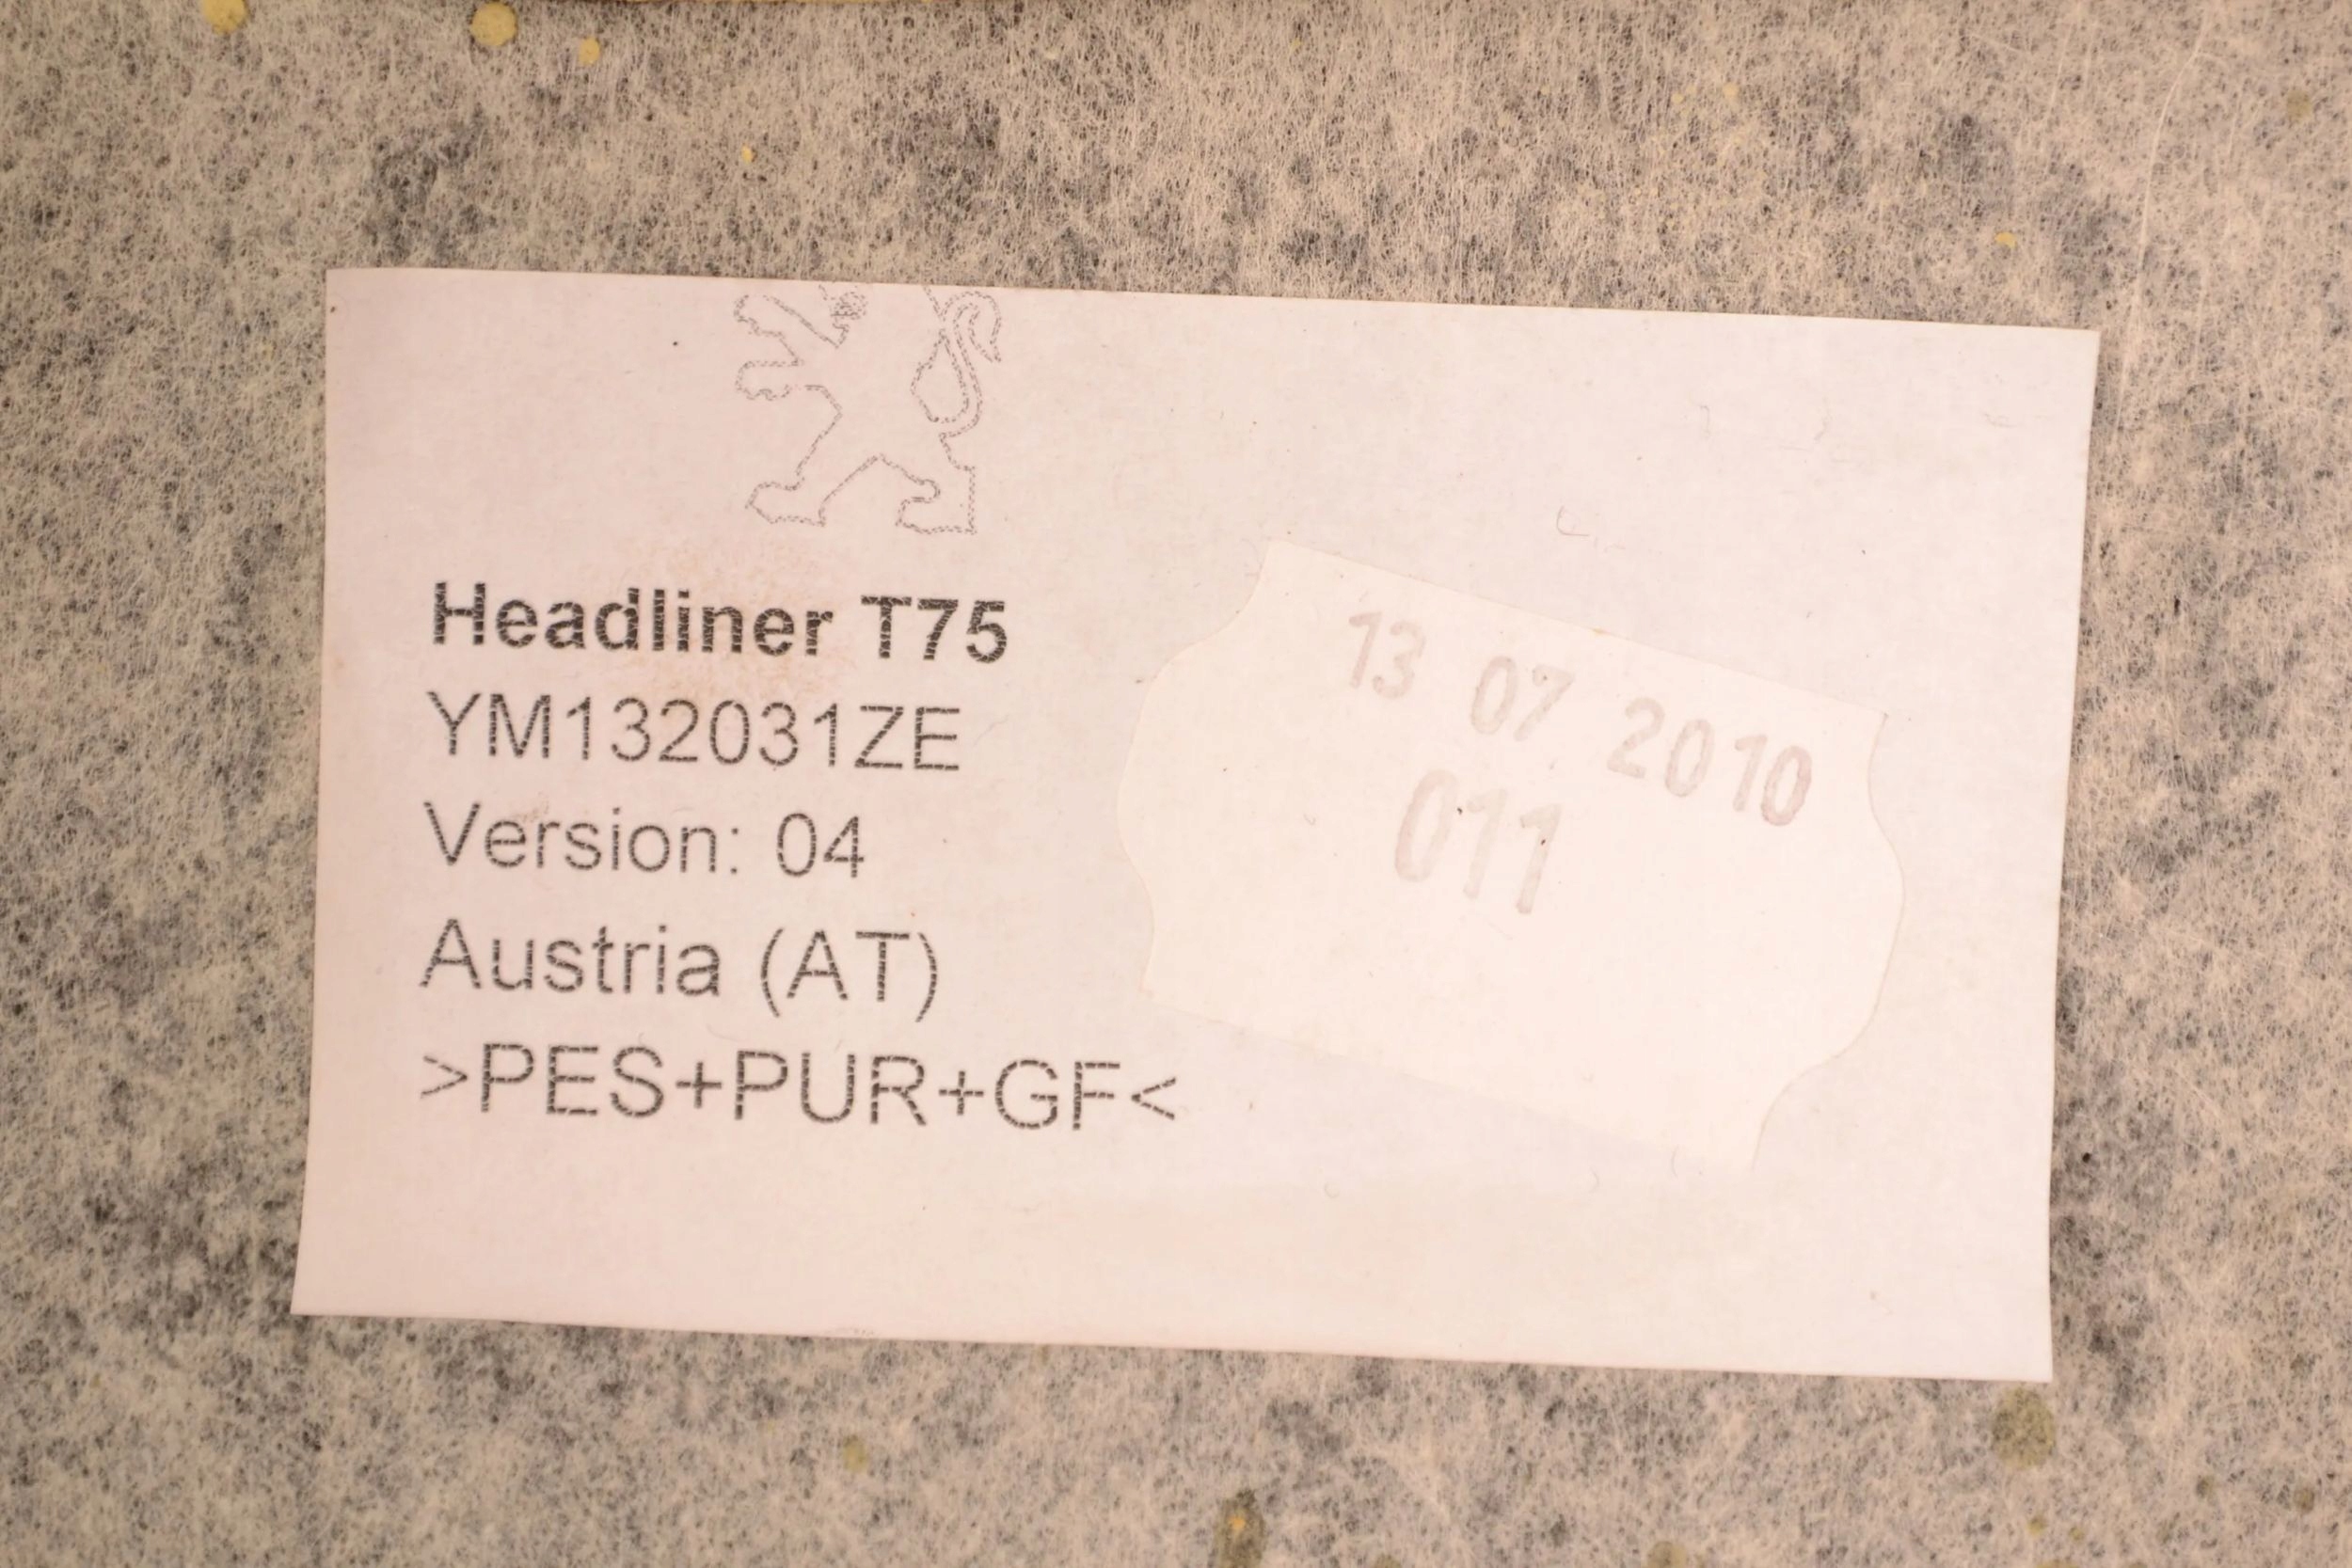 Headliner T75
YM132031ZE
Version: 04
Austria (AT)
>PES+PUR+GF<
13 07 2010
011